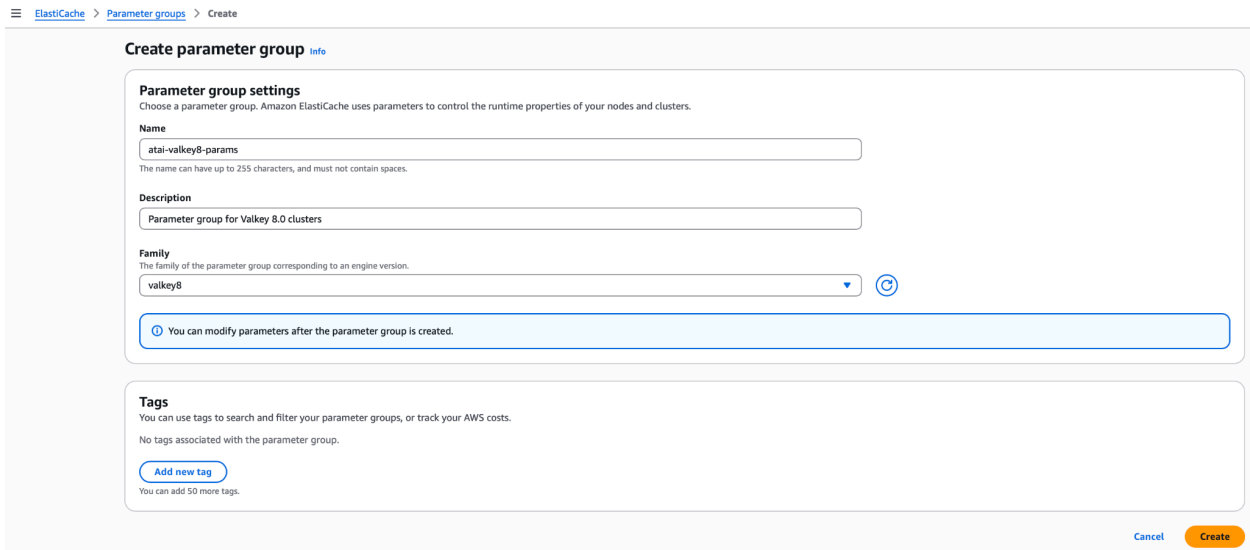 ElastiCache > Parameter groups > Create
Create parameter group Info
Parameter group settings
Choose a parameter group. Amazon ElastiCache uses parameters to control the runtime properties of your nodes and clusters.
Name
atai-valkey8-params
The name can have up to 255 characters, and must not contain spaces.
Description
Parameter group for Valkey 8.0 clusters
Family
The family of the parameter group corresponding to an engine version.
valkey8
You can modify parameters after the parameter group is created.
Tags
You can use tags to search and filter your parameter groups, or track your AWS costs.
No tags associated with the parameter group.
Add new tag
You can add 50 more tags.
Cancel Create